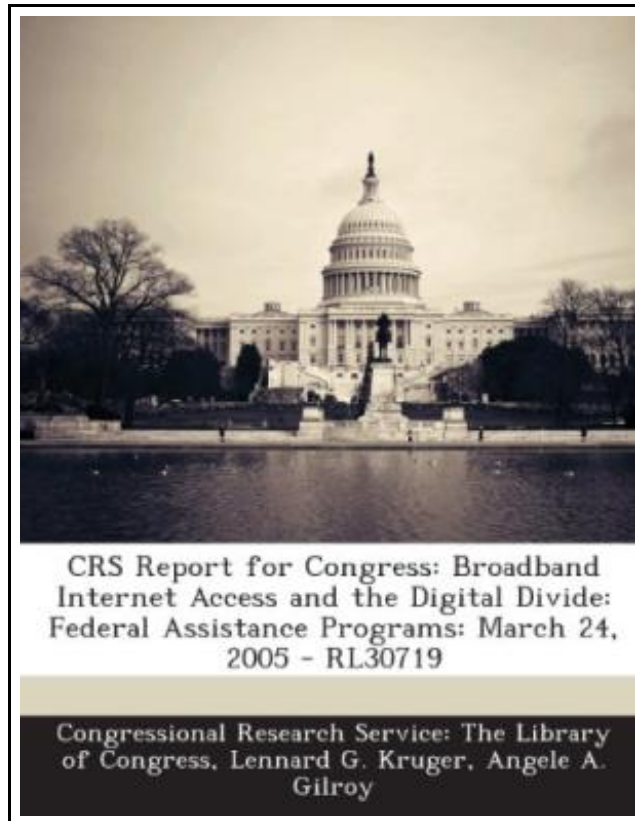 CRS Report for Congress: Broadband
Internet Access and the Digital Divide:
Federal Assistance Programs: March 24,
2005 - RL30719
Congressional Research Service: The Library
of Congress, Lennard G. Kruger, Angele A.
Gilroy